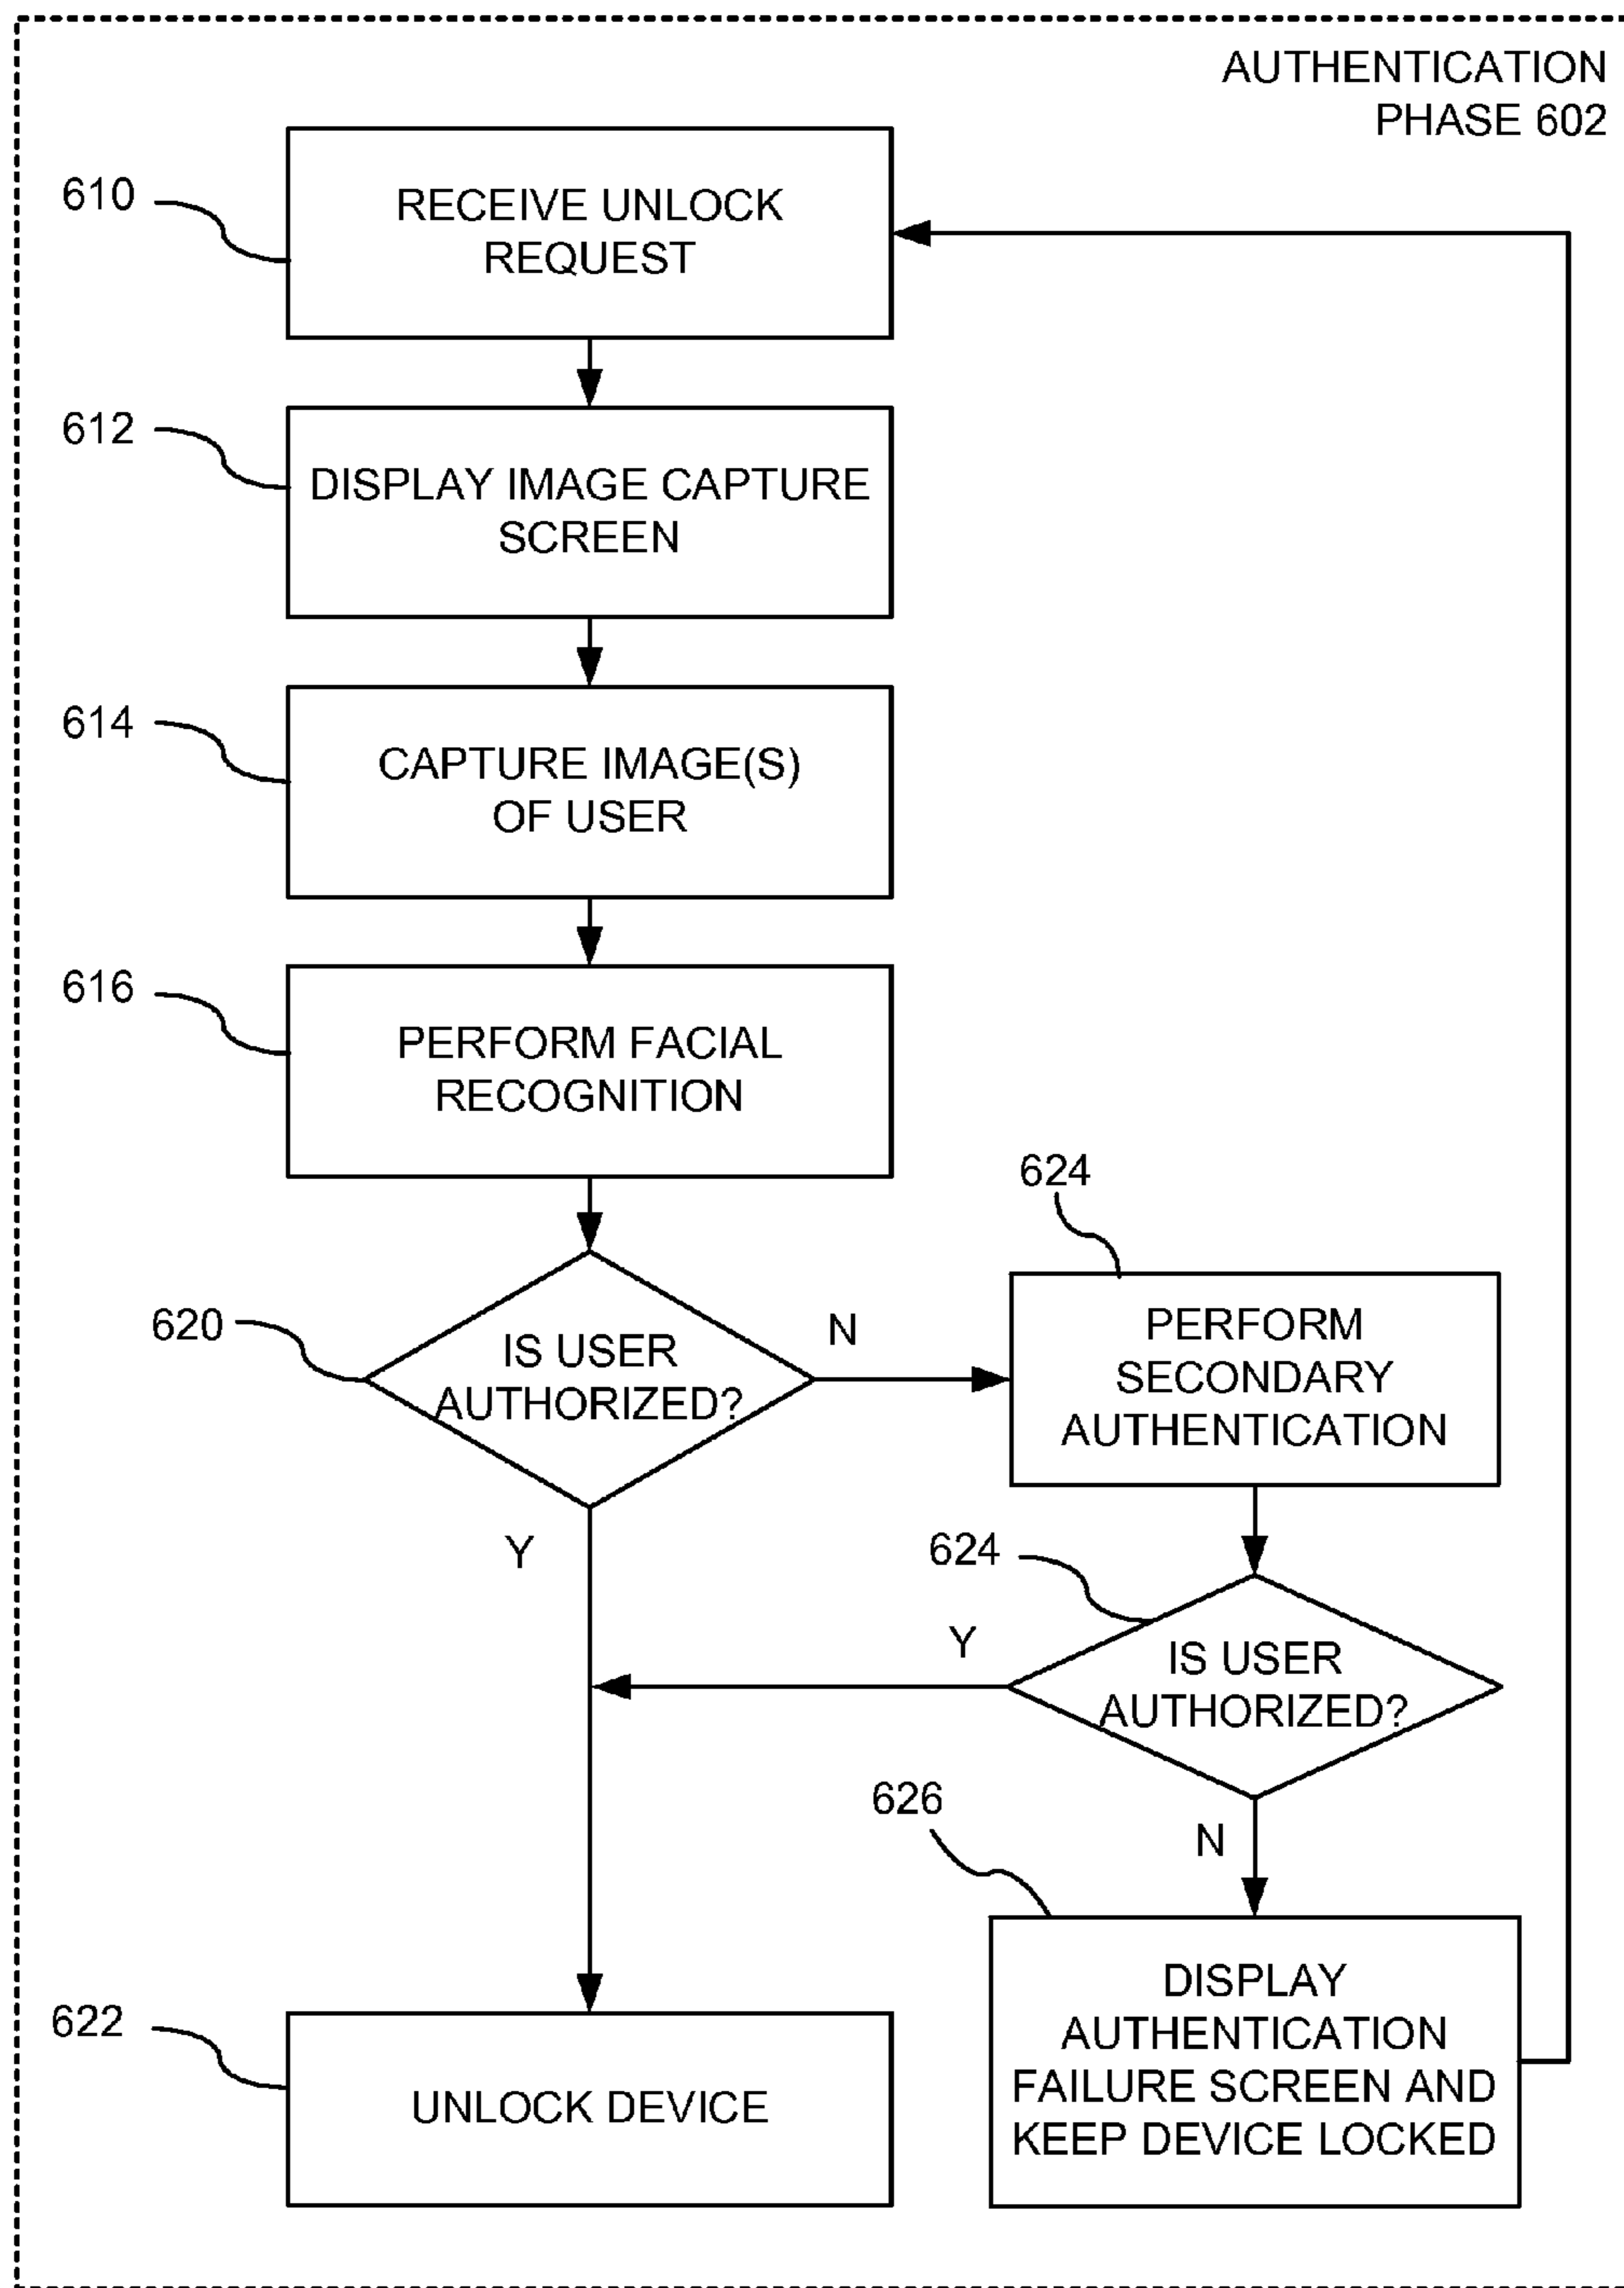 AUTHENTICATION
PHASE 602
610
RECEIVE UNLOCK
REQUEST
612
DISPLAY IMAGE CAPTURE
SCREEN
614
CAPTURE IMAGE(S)
OF USER
616
PERFORM FACIAL
RECOGNITION
620
IS USER
AUTHORIZED?
N
Y
624
PERFORM
SECONDARY
AUTHENTICATION
624
IS USER
AUTHORIZED?
Y
N
626
DISPLAY
AUTHENTICATION
FAILURE SCREEN AND
KEEP DEVICE LOCKED
622
UNLOCK DEVICE